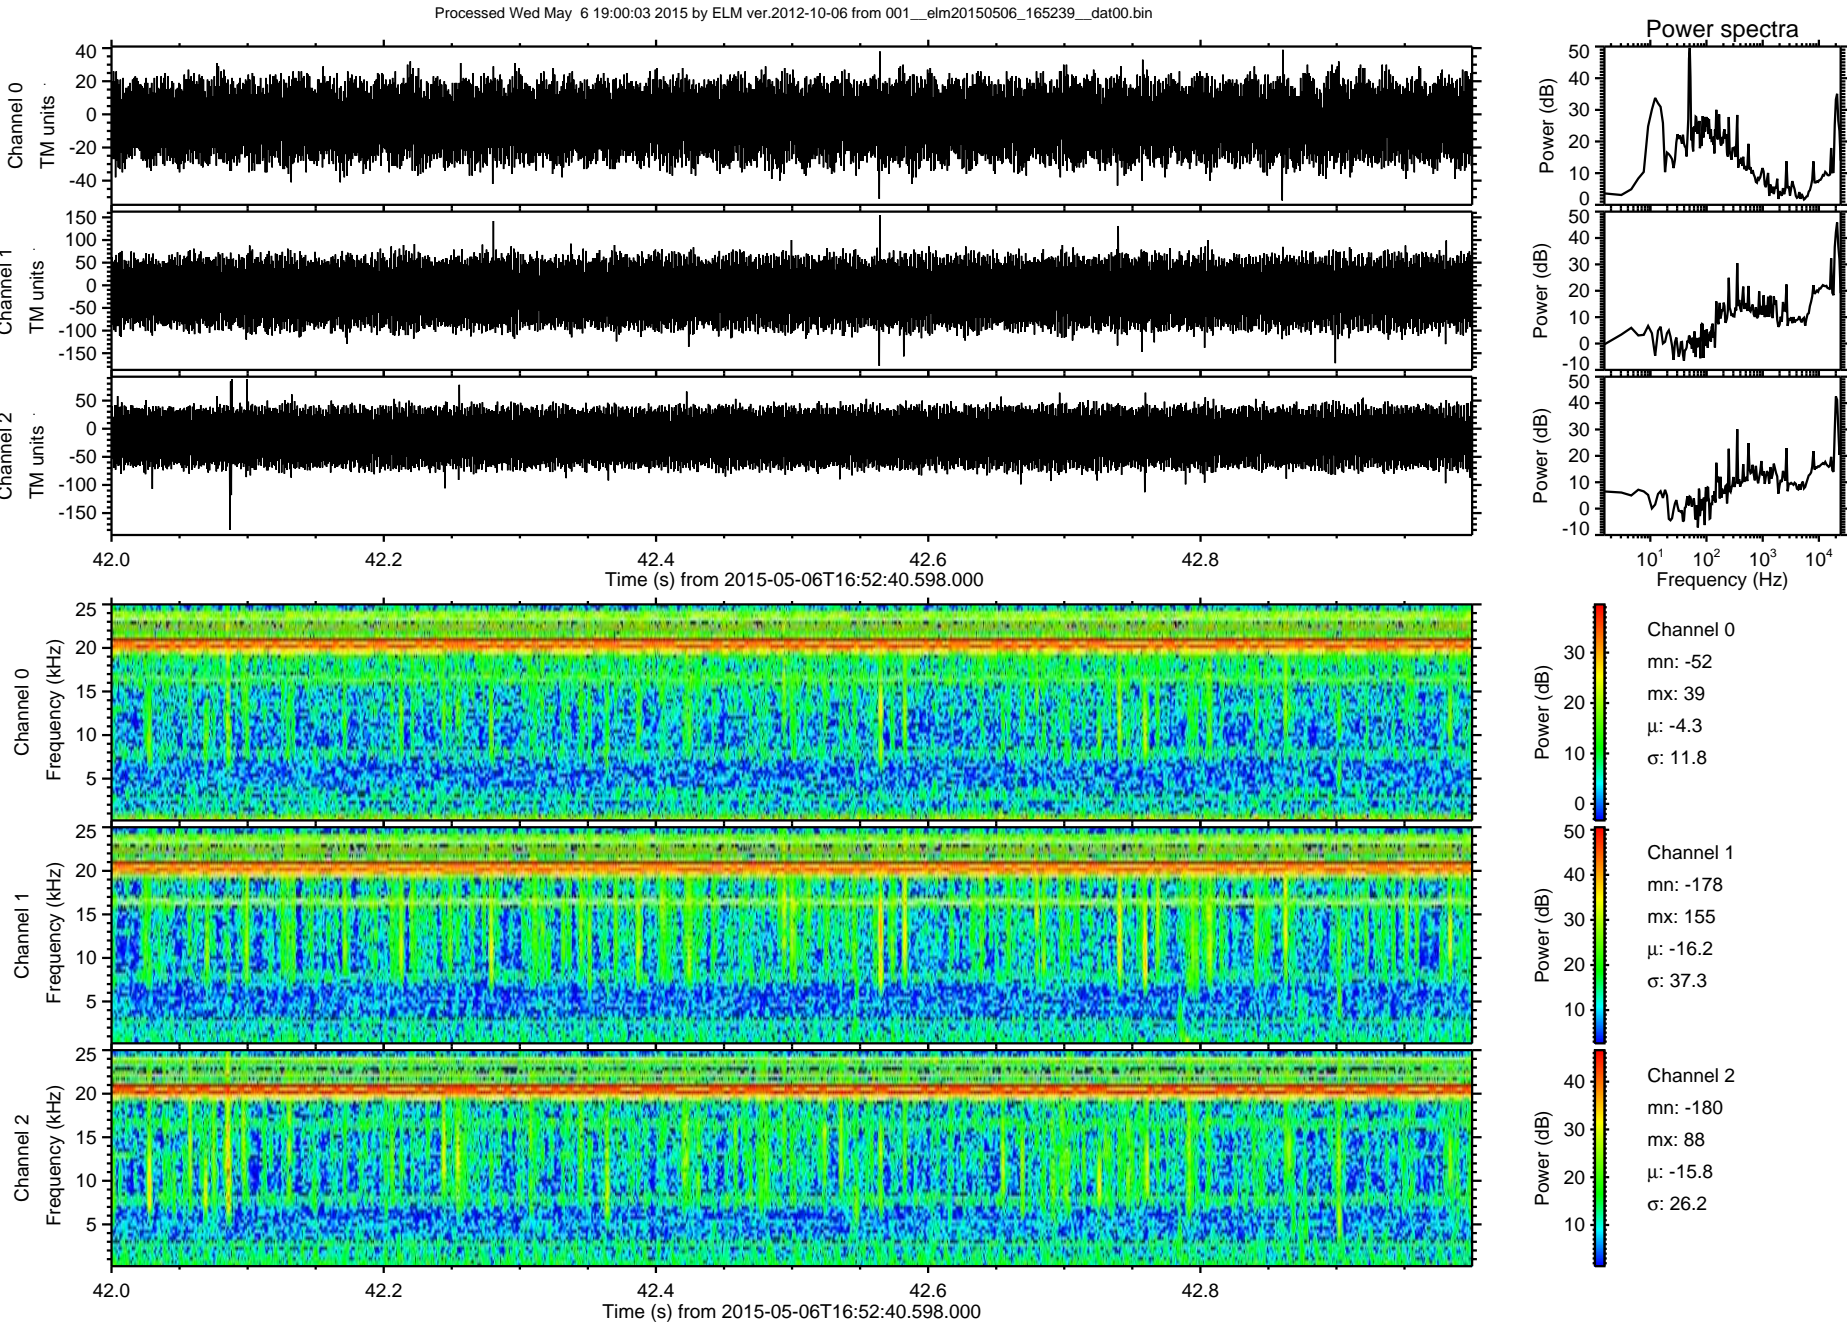 Processed Wed May  6 19:00:03 2015 by ELM ver.2012-10-06 from 001__elm20150506_165239__dat00.bin
Power spectra
Channel 0
TM units
40
20
0
-20
-40
Power (dB)
50
40
30
20
10
0
Channel 1
TM units
150
100
50
0
-50
-100
-150
Power (dB)
50
40
30
20
10
0
-10
Channel 2
TM units
50
0
-50
-100
-150
Power (dB)
50
40
30
20
10
0
-10
42.0 42.2 42.4 42.6 42.8
Time (s) from 2015-05-06T16:52:40.598.000
10¹ 10² 10³ 10⁴
Frequency (Hz)
Channel 0
Frequency (kHz)
25
20
15
10
5
Power (dB)
30
20
10
0
Channel 0
mn: -52
mx: 39
μ: -4.3
σ: 11.8
Channel 1
Frequency (kHz)
25
20
15
10
5
Power (dB)
50
40
30
20
10
Channel 1
mn: -178
mx: 155
μ: -16.2
σ: 37.3
Channel 2
Frequency (kHz)
25
20
15
10
5
Power (dB)
40
30
20
10
Channel 2
mn: -180
mx: 88
μ: -15.8
σ: 26.2
42.0 42.2 42.4 42.6 42.8
Time (s) from 2015-05-06T16:52:40.598.000